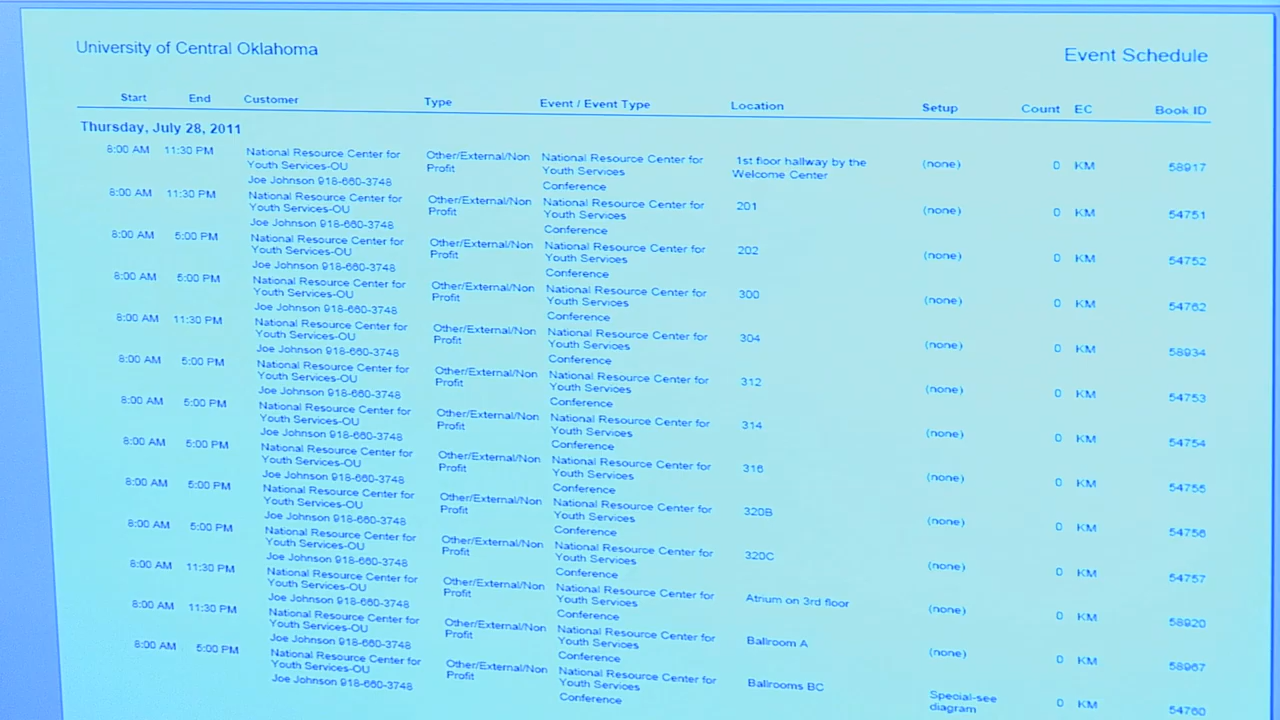 University of Central Oklahoma
Event Schedule
Start End Customer Type Event / Event Type Location Setup Count EC Book ID
Thursday, July 28, 2011
8:00 AM 11:30 PM National Resource Center for Youth Services-OU Joe Johnson 918-660-3748 Other/External/Non Profit National Resource Center for Youth Services Conference 1st floor hallway by the Welcome Center (none) 0 KM 58917
8:00 AM 11:30 PM National Resource Center for Youth Services-OU Joe Johnson 918-660-3748 Other/External/Non Profit National Resource Center for Youth Services Conference 201 (none) 0 KM 54751
8:00 AM 5:00 PM National Resource Center for Youth Services-OU Joe Johnson 918-660-3748 Other/External/Non Profit National Resource Center for Youth Services Conference 202 (none) 0 KM 54752
8:00 AM 5:00 PM National Resource Center for Youth Services-OU Joe Johnson 918-660-3748 Other/External/Non Profit National Resource Center for Youth Services Conference 300 (none) 0 KM 54762
8:00 AM 11:30 PM National Resource Center for Youth Services-OU Joe Johnson 918-660-3748 Other/External/Non Profit National Resource Center for Youth Services Conference 304 (none) 0 KM 58934
8:00 AM 5:00 PM National Resource Center for Youth Services-OU Joe Johnson 918-660-3748 Other/External/Non Profit National Resource Center for Youth Services Conference 312 (none) 0 KM 54753
8:00 AM 5:00 PM National Resource Center for Youth Services-OU Joe Johnson 918-660-3748 Other/External/Non Profit National Resource Center for Youth Services Conference 314 (none) 0 KM 54754
8:00 AM 5:00 PM National Resource Center for Youth Services-OU Joe Johnson 918-660-3748 Other/External/Non Profit National Resource Center for Youth Services Conference 316 (none) 0 KM 54755
8:00 AM 5:00 PM National Resource Center for Youth Services-OU Joe Johnson 918-660-3748 Other/External/Non Profit National Resource Center for Youth Services Conference 320B (none) 0 KM 54756
8:00 AM 5:00 PM National Resource Center for Youth Services-OU Joe Johnson 918-660-3748 Other/External/Non Profit National Resource Center for Youth Services Conference 320C (none) 0 KM 54757
8:00 AM 11:30 PM National Resource Center for Youth Services-OU Joe Johnson 918-660-3748 Other/External/Non Profit National Resource Center for Youth Services Conference Atrium on 3rd floor (none) 0 KM 58920
8:00 AM 11:30 PM National Resource Center for Youth Services-OU Joe Johnson 918-660-3748 Other/External/Non Profit National Resource Center for Youth Services Conference Ballroom A (none) 0 KM 58967
8:00 AM 5:00 PM National Resource Center for Youth Services-OU Joe Johnson 918-660-3748 Other/External/Non Profit National Resource Center for Youth Services Conference Ballrooms BC Special-see diagram 0 KM 54760